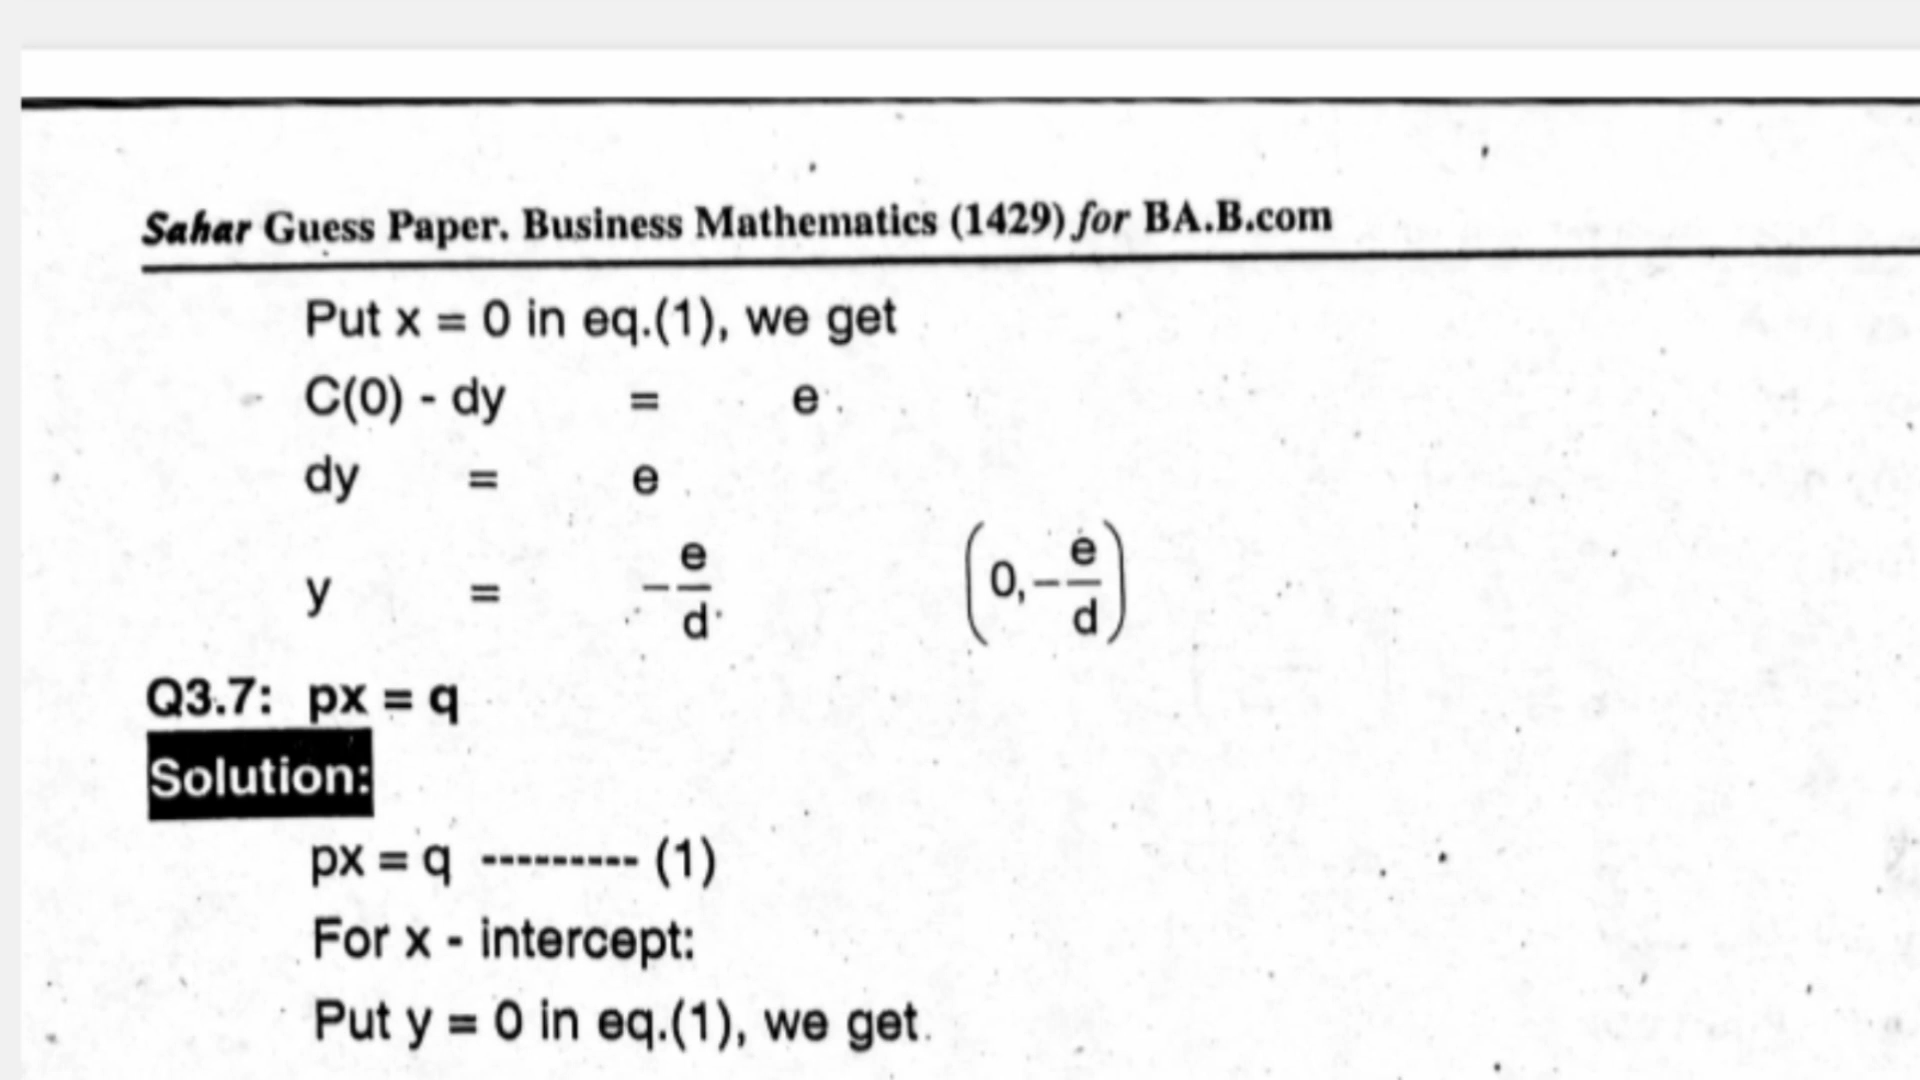 Sahar Guess Paper. Business Mathematics (1429) for BA.B.com
Put x = 0 in eq.(1), we get
C(0) - dy = e
dy = e
y = -e/d (0, -e/d)
Q3.7: px = q
Solution:
px = q --------- (1)
For x - intercept:
Put y = 0 in eq.(1), we get